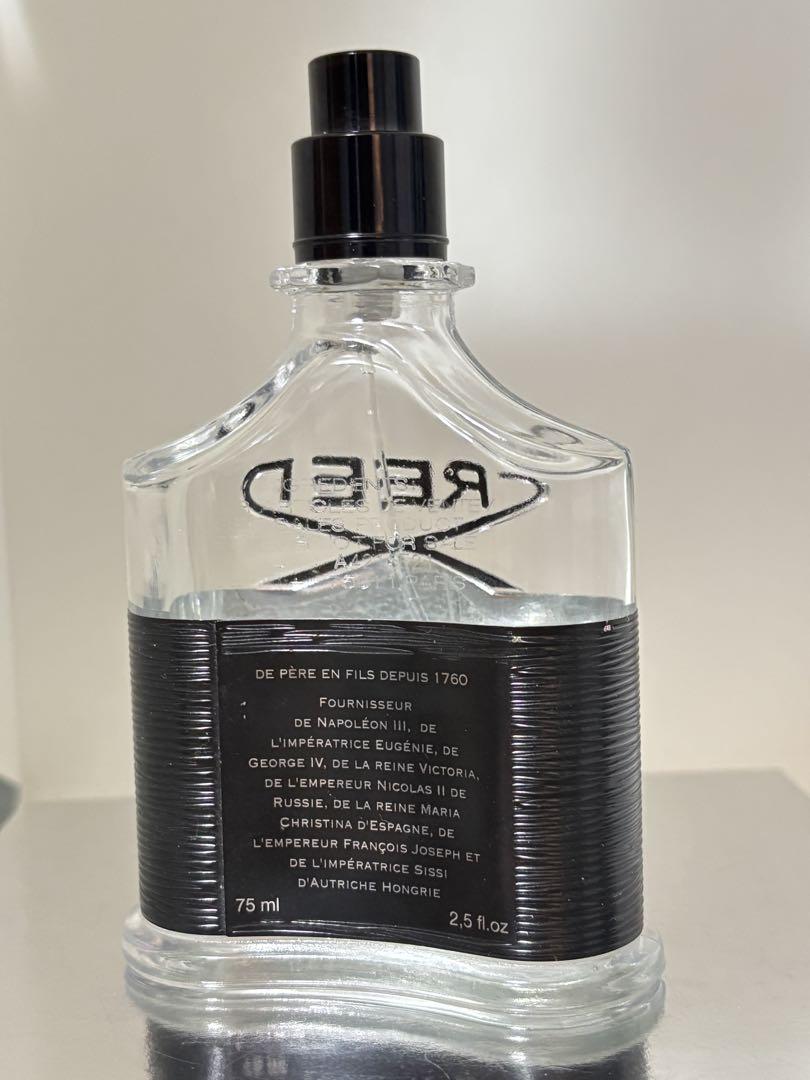 CREED
DE PÈRE EN FILS DEPUIS 1760
FOURNISSEUR
DE NAPOLÉON III, DE
L'IMPÉRATRICE EUGÉNIE, DE
GEORGE IV, DE LA REINE VICTORIA,
DE L'EMPEREUR NICOLAS II DE
RUSSIE, DE LA REINE MARIA
CHRISTINA D'ESPAGNE, DE
L'EMPEREUR FRANÇOIS JOSEPH ET
DE L'IMPÉRATRICE SISSI
D'AUTRICHE HONGRIE
75 ml
2,5 fl.oz